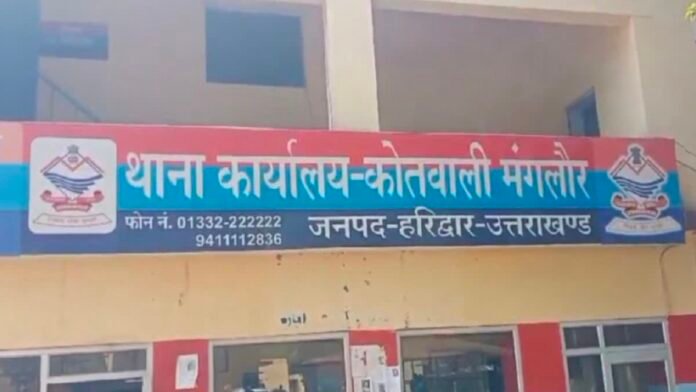 थाना कार्यालय-कोतवाली मंगलौर
फोन नं. 01332-222222
9411112836
जनपद-हरिद्वार-उत्तराखण्ड